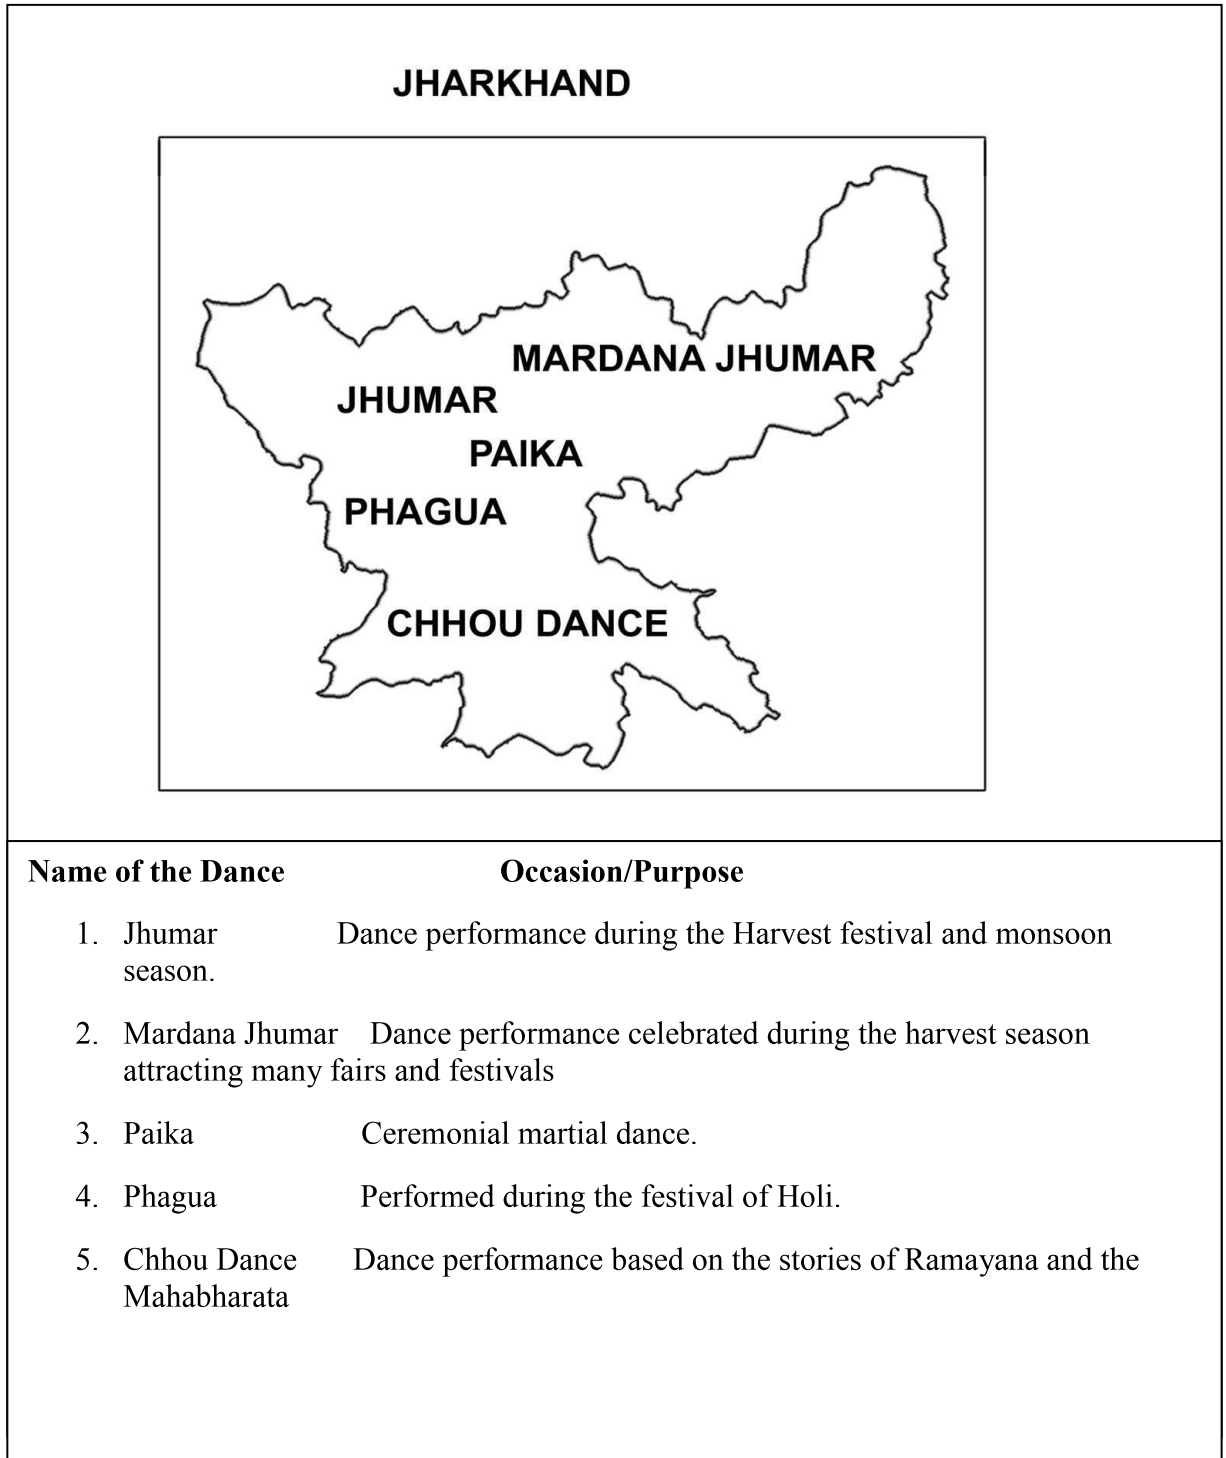 JHARKHAND
MARDANA JHUMAR
JHUMAR
PAIKA
PHAGUA
CHHOU DANCE
Name of the Dance Occasion/Purpose
1. Jhumar Dance performance during the Harvest festival and monsoon
season.
2. Mardana Jhumar Dance performance celebrated during the harvest season
attracting many fairs and festivals
3. Paika Ceremonial martial dance.
4. Phagua Performed during the festival of Holi.
5. Chhou Dance Dance performance based on the stories of Ramayana and the
Mahabharata